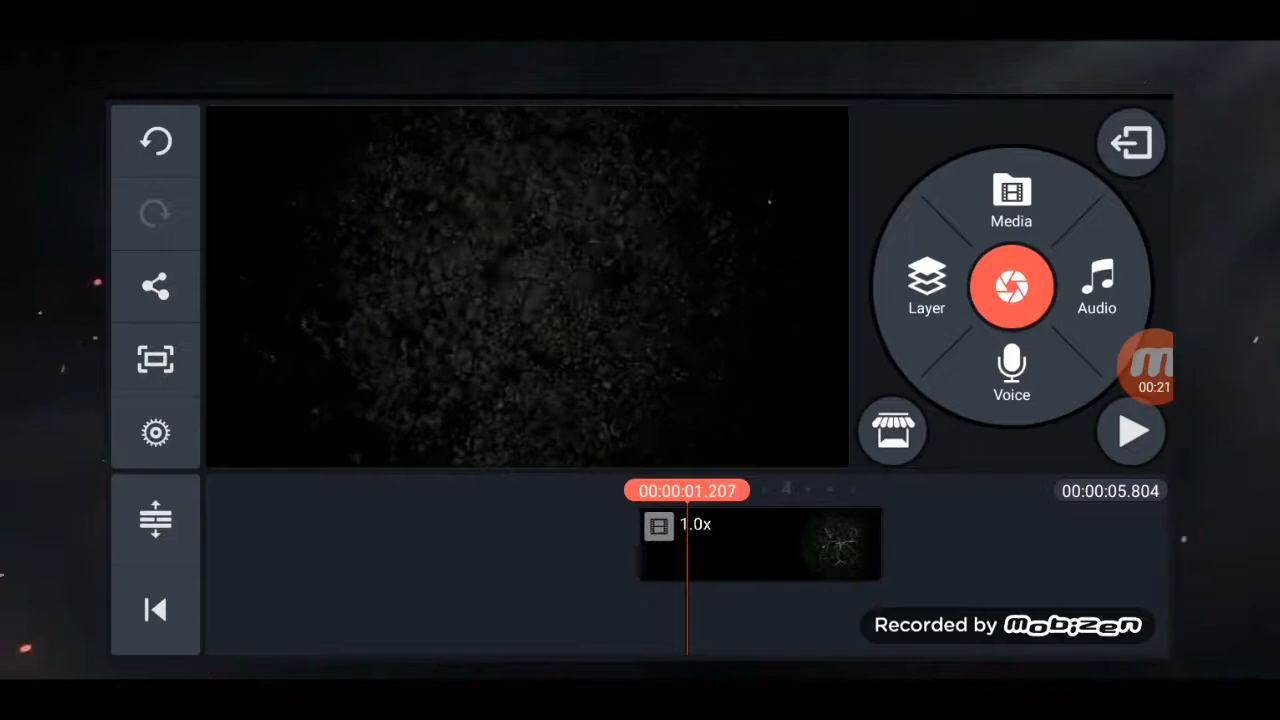 Media
Layer
Audio
Voice
00:21
00:00:01.207
4
00:00:05.804
1.0x
Recorded by mobizen